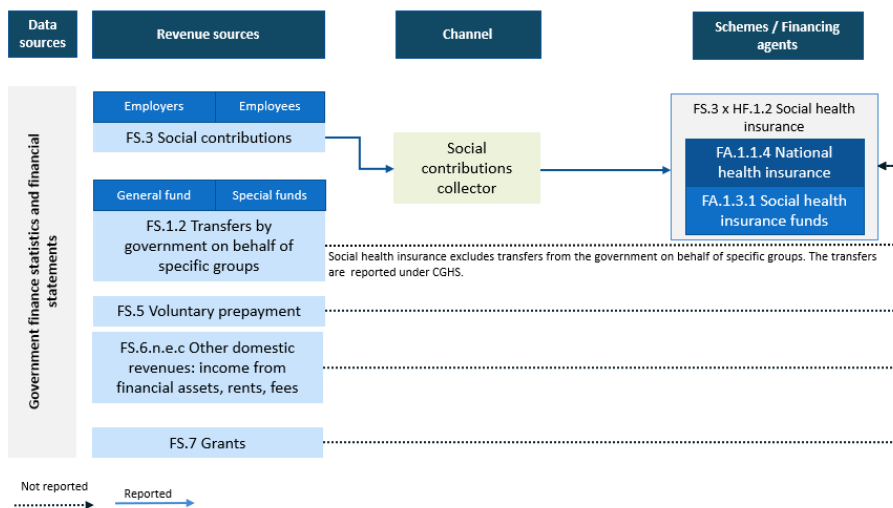 Data
sources
Revenue sources
Channel
Schemes / Financing
agents
Government finance statistics and financial
statements
Employers
Employees
FS.3 Social contributions
Social
contributions
collector
FS.3 x HF.1.2 Social health
insurance
FA.1.1.4 National
health insurance
FA.1.3.1 Social health
insurance funds
General fund
Special funds
FS.1.2 Transfers by
government on behalf of
specific groups
Social health insurance excludes transfers from the government on behalf of specific groups. The transfers
are reported under CGHS.
FS.5 Voluntary prepayment
FS.6.n.e.c Other domestic
revenues: income from
financial assets, rents, fees
FS.7 Grants
Not reported
Reported